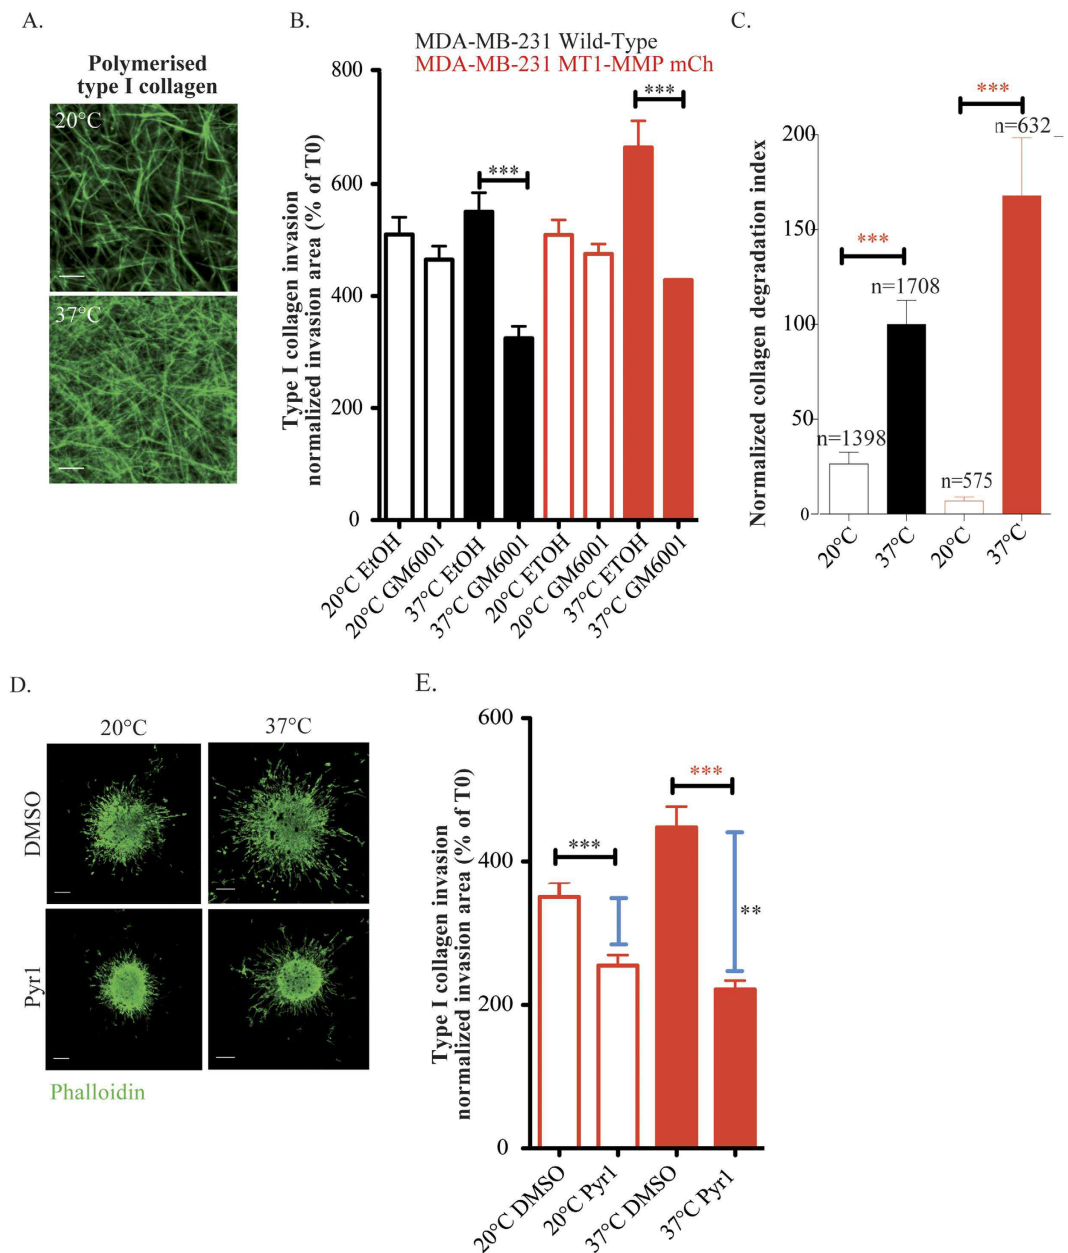 A.
Polymerised
type I collagen
20°C
37°C
B.
MDA-MB-231 Wild-Type
MDA-MB-231 MT1-MMP mCh
Type I collagen invasion
normalized invasion area (% of T0)
800
600
400
200
0
***
***
20°C EtOH
20°C GM6001
37°C EtOH
37°C GM6001
20°C ETOH
20°C GM6001
37°C ETOH
37°C GM6001
C.
Normalized collagen degradation index
200
150
100
50
0
***
***
n=1398
n=1708
n=575
n=632
20°C
37°C
20°C
37°C
D.
20°C
37°C
DMSO
Pyr1
Phalloidin
E.
Type I collagen invasion
normalized invasion area (% of T0)
600
400
200
0
***
***
**
20°C DMSO
20°C Pyr1
37°C DMSO
37°C Pyr1